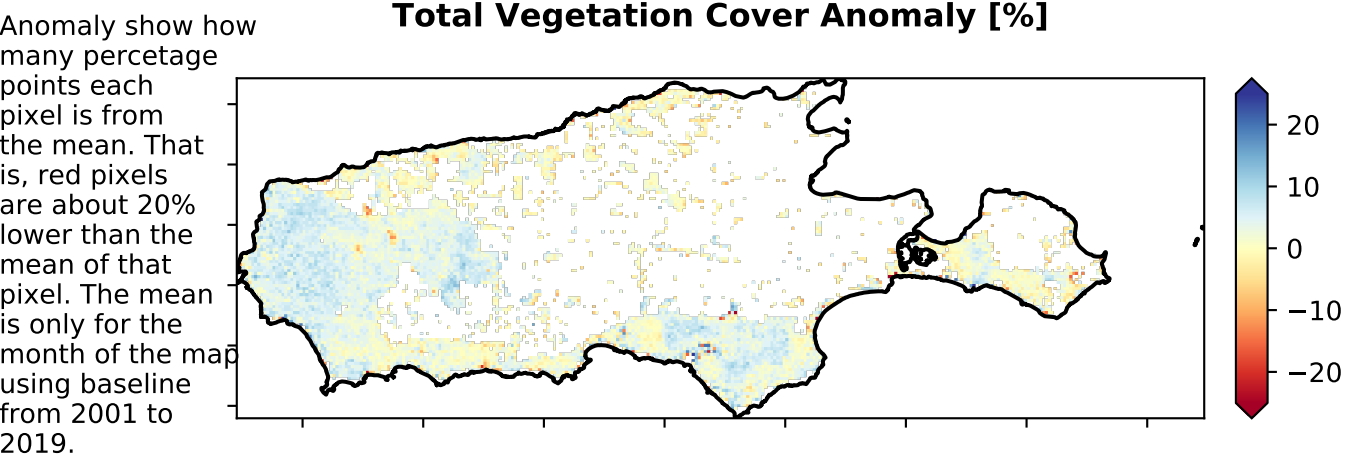 Total Vegetation Cover Anomaly [%]
Anomaly show how
many percetage
points each
pixel is from
the mean. That
is, red pixels
are about 20%
lower than the
mean of that
pixel. The mean
is only for the
month of the map
using baseline
from 2001 to
2019.
20
10
0
−10
−20